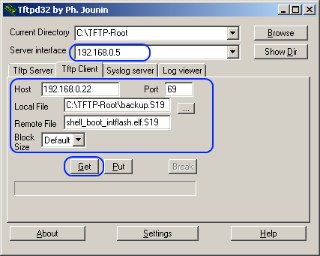 Tftpd32 by Ph. Jounin
Current Directory C:\TFTP-Root Browse
Server interface 192.168.0.5 Show Dir
Tftp Server Tftp Client Syslog server Log viewer
Host 192.168.0.22 Port 69
Local File C:\TFTP-Root\backup.S19 ...
Remote File shell_boot_intflash.elf.S19
Block Size Default
Get Put Break
About Settings Help